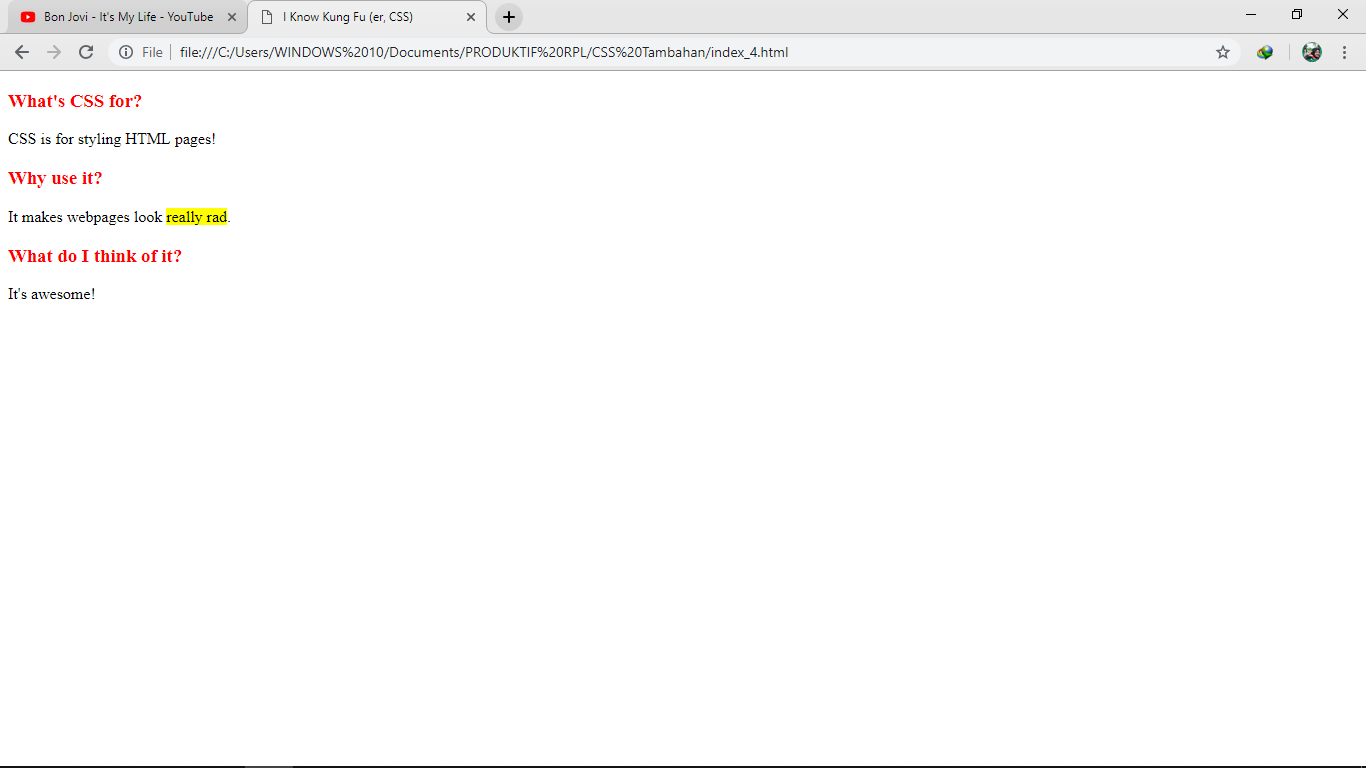 Bon Jovi - It's My Life - YouTube
I Know Kung Fu (er, CSS)
File
file:///C:/Users/WINDOWS%2010/Documents/PRODUKTIF%20RPL/CSS%20Tambahan/index_4.html
What's CSS for?
CSS is for styling HTML pages!
Why use it?
It makes webpages look really rad.
What do I think of it?
It's awesome!